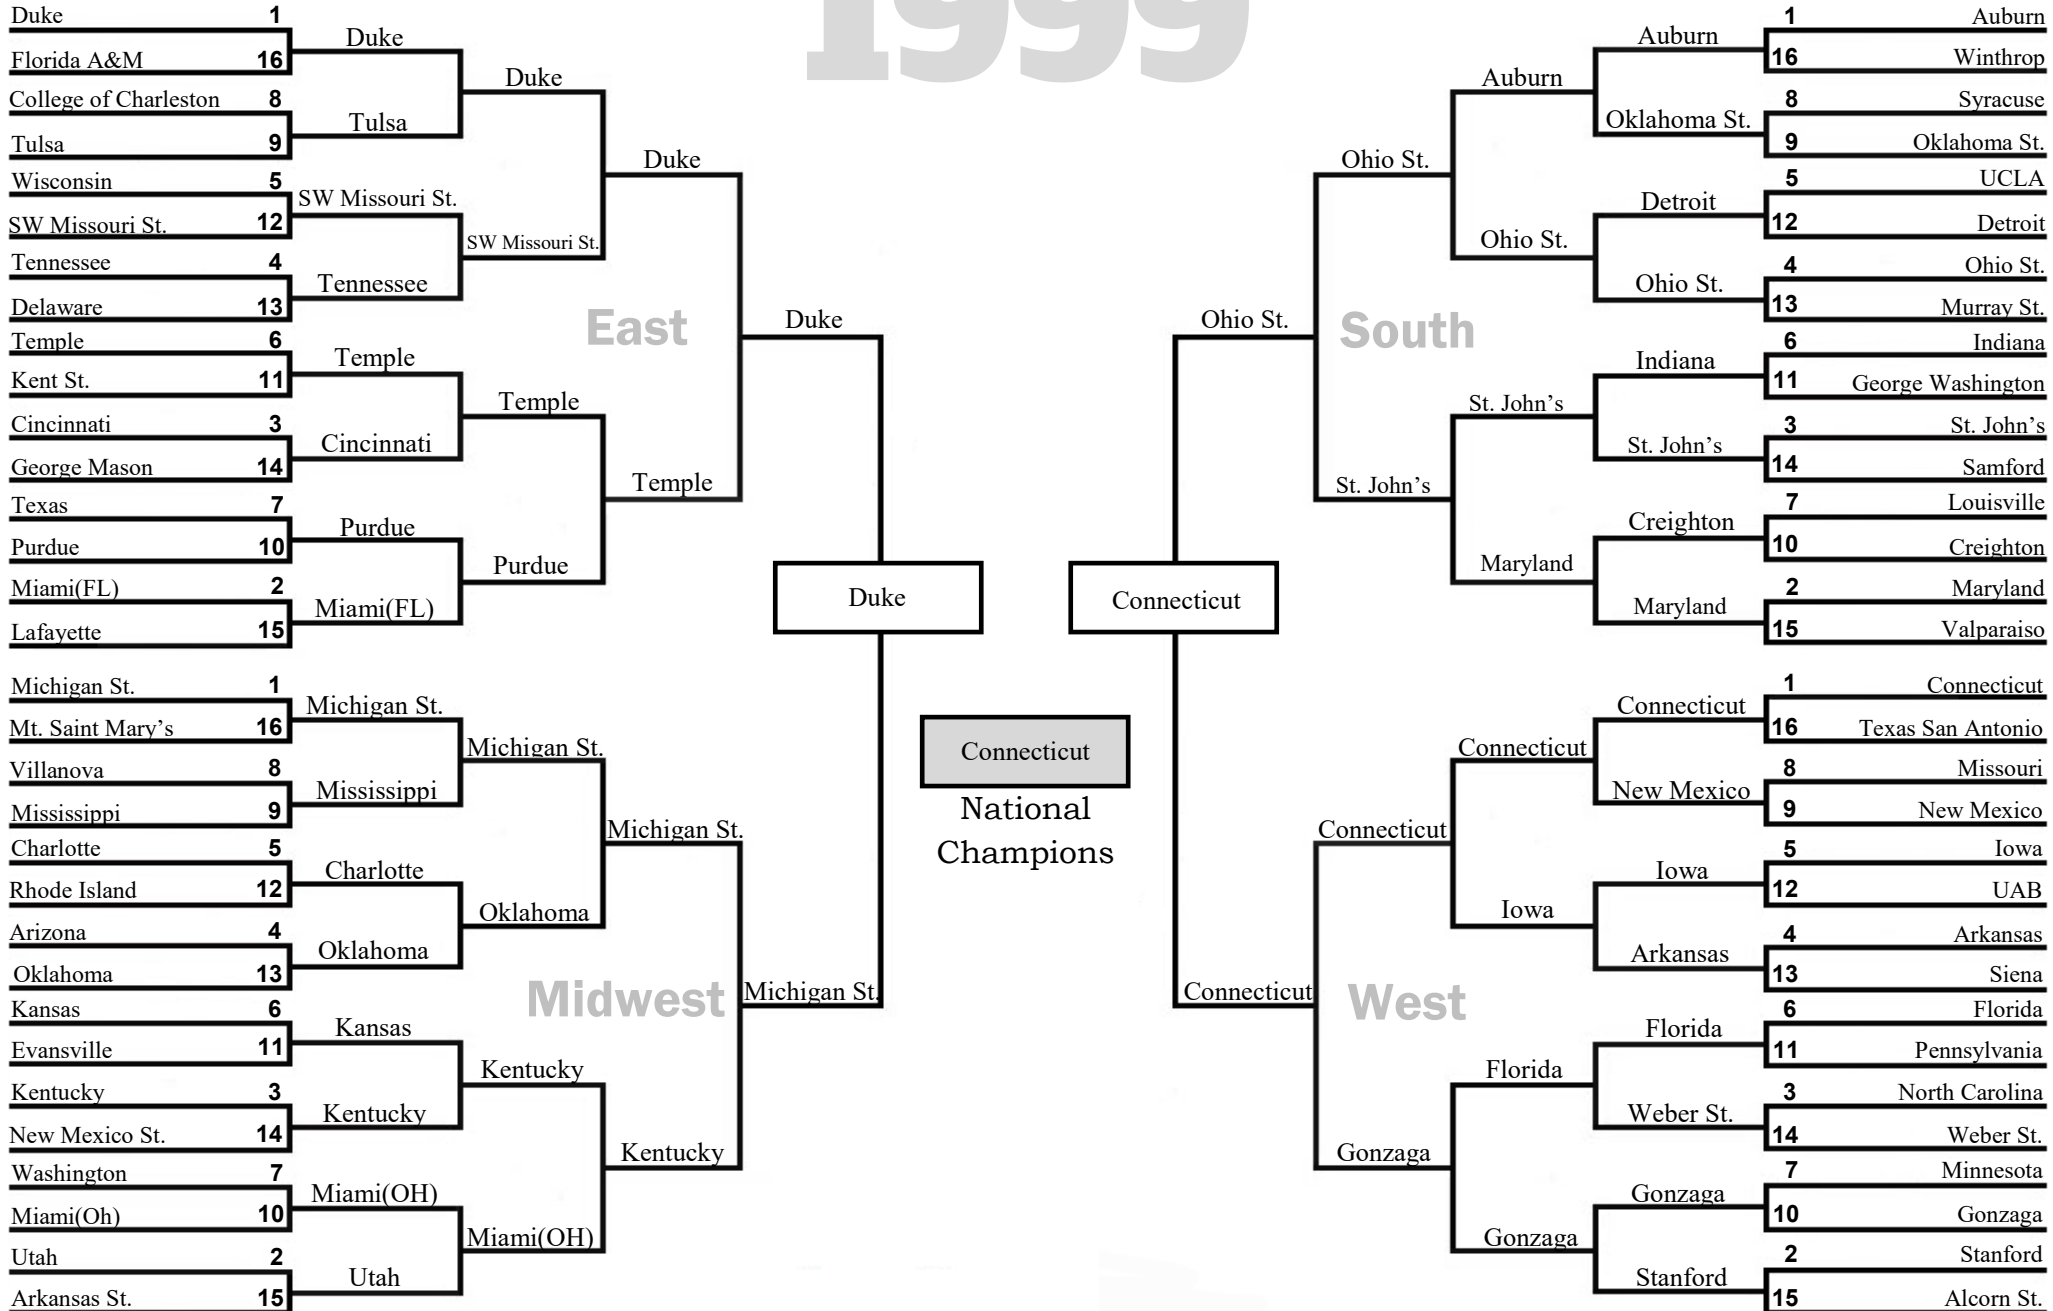 1999
Duke 1
Florida A&M 16
College of Charleston 8
Tulsa 9
Wisconsin 5
SW Missouri St. 12
Tennessee 4
Delaware 13
Temple 6
Kent St. 11
Cincinnati 3
George Mason 14
Texas 7
Purdue 10
Miami(FL) 2
Lafayette 15
Duke
Tulsa
SW Missouri St.
Tennessee
Temple
Cincinnati
Purdue
Miami(FL)
Duke
SW Missouri St.
Temple
Purdue
Duke
Temple
East
Duke
Michigan St. 1
Mt. Saint Mary’s 16
Villanova 8
Mississippi 9
Charlotte 5
Rhode Island 12
Arizona 4
Oklahoma 13
Kansas 6
Evansville 11
Kentucky 3
New Mexico St. 14
Washington 7
Miami(Oh) 10
Utah 2
Arkansas St. 15
Michigan St.
Mississippi
Charlotte
Oklahoma
Kansas
Kentucky
Miami(OH)
Utah
Michigan St.
Oklahoma
Kentucky
Miami(OH)
Michigan St.
Kentucky
Midwest
Michigan St.
Duke
Connecticut
Connecticut
National
Champions
Ohio St.
South
Ohio St.
St. John’s
Auburn
Ohio St.
St. John’s
Maryland
Auburn
Oklahoma St.
Detroit
Ohio St.
Indiana
St. John’s
Creighton
Maryland
1 Auburn
16 Winthrop
8 Syracuse
9 Oklahoma St.
5 UCLA
12 Detroit
4 Ohio St.
13 Murray St.
6 Indiana
11 George Washington
3 St. John’s
14 Samford
7 Louisville
10 Creighton
2 Maryland
15 Valparaiso
Connecticut
West
Connecticut
Gonzaga
Connecticut
Iowa
Florida
Gonzaga
Connecticut
New Mexico
Iowa
Arkansas
Florida
Weber St.
Gonzaga
Stanford
1 Connecticut
16 Texas San Antonio
8 Missouri
9 New Mexico
5 Iowa
12 UAB
4 Arkansas
13 Siena
6 Florida
11 Pennsylvania
3 North Carolina
14 Weber St.
7 Minnesota
10 Gonzaga
2 Stanford
15 Alcorn St.